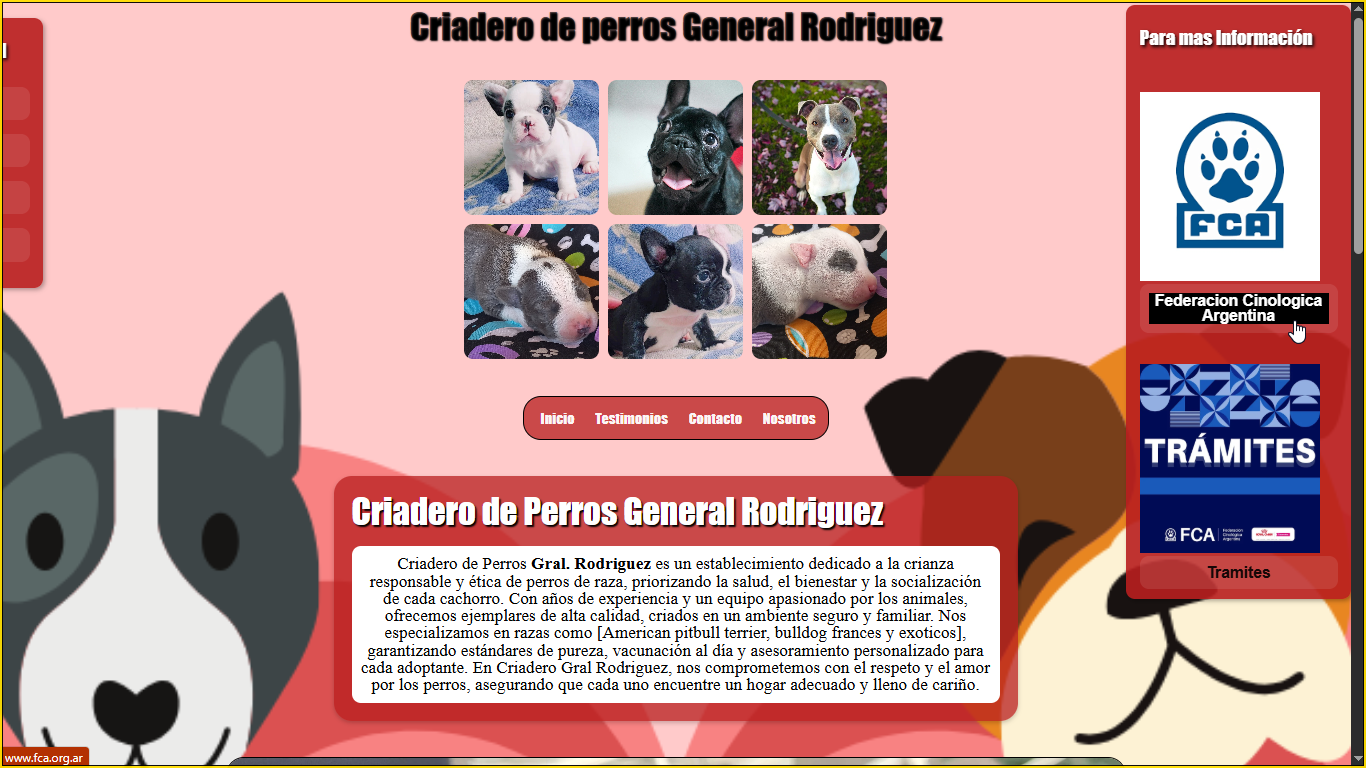 Criadero de perros General Rodriguez
Para mas Información
FCA
Federacion Cinologica
Argentina
TRÁMITES
FCA
Tramites
Inicio
Testimonios
Contacto
Nosotros
Criadero de Perros General Rodriguez
Criadero de Perros Gral. Rodriguez es un establecimiento dedicado a la crianza
responsable y ética de perros de raza, priorizando la salud, el bienestar y la socialización
de cada cachorro. Con años de experiencia y un equipo apasionado por los animales,
ofrecemos ejemplares de alta calidad, criados en un ambiente seguro y familiar. Nos
especializamos en razas como [American pitbull terrier, bulldog frances y exoticos],
garantizando estándares de pureza, vacunación al día y asesoramiento personalizado para
cada adoptante. En Criadero Gral Rodriguez, nos comprometemos con el respeto y el amor
por los perros, asegurando que cada uno encuentre un hogar adecuado y lleno de cariño.
www.fca.org.ar